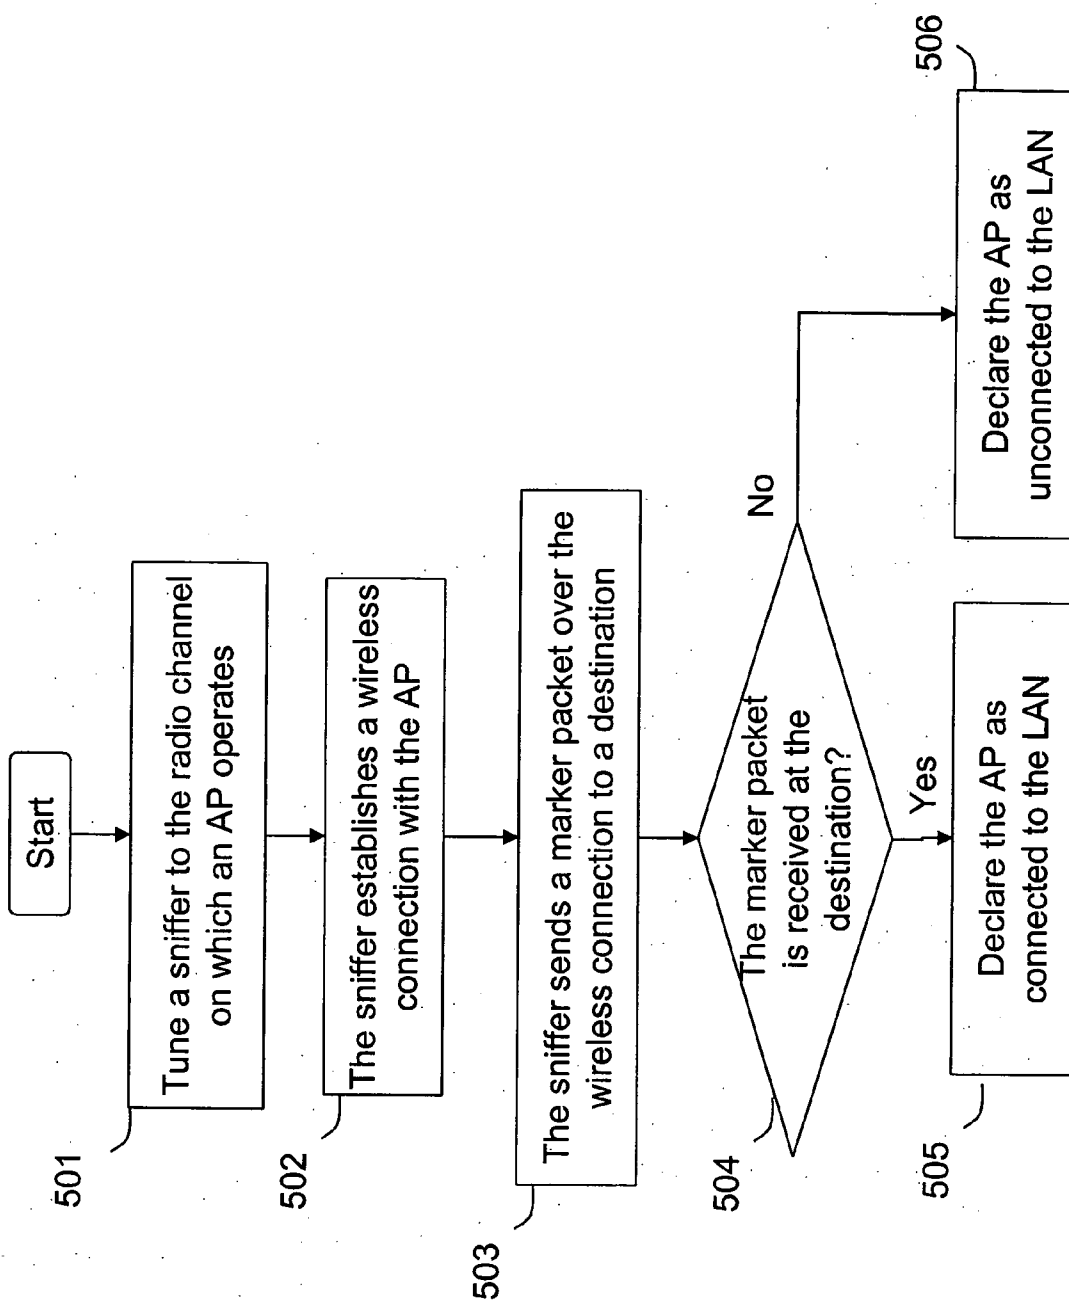 Start
501
Tune a sniffer to the radio channel
on which an AP operates
502
The sniffer establishes a wireless
connection with the AP
503
The sniffer sends a marker packet over the
wireless connection to a destination
504
The marker packet
is received at the
destination?
No
Yes
505
Declare the AP as
connected to the LAN
506
Declare the AP as
unconnected to the LAN